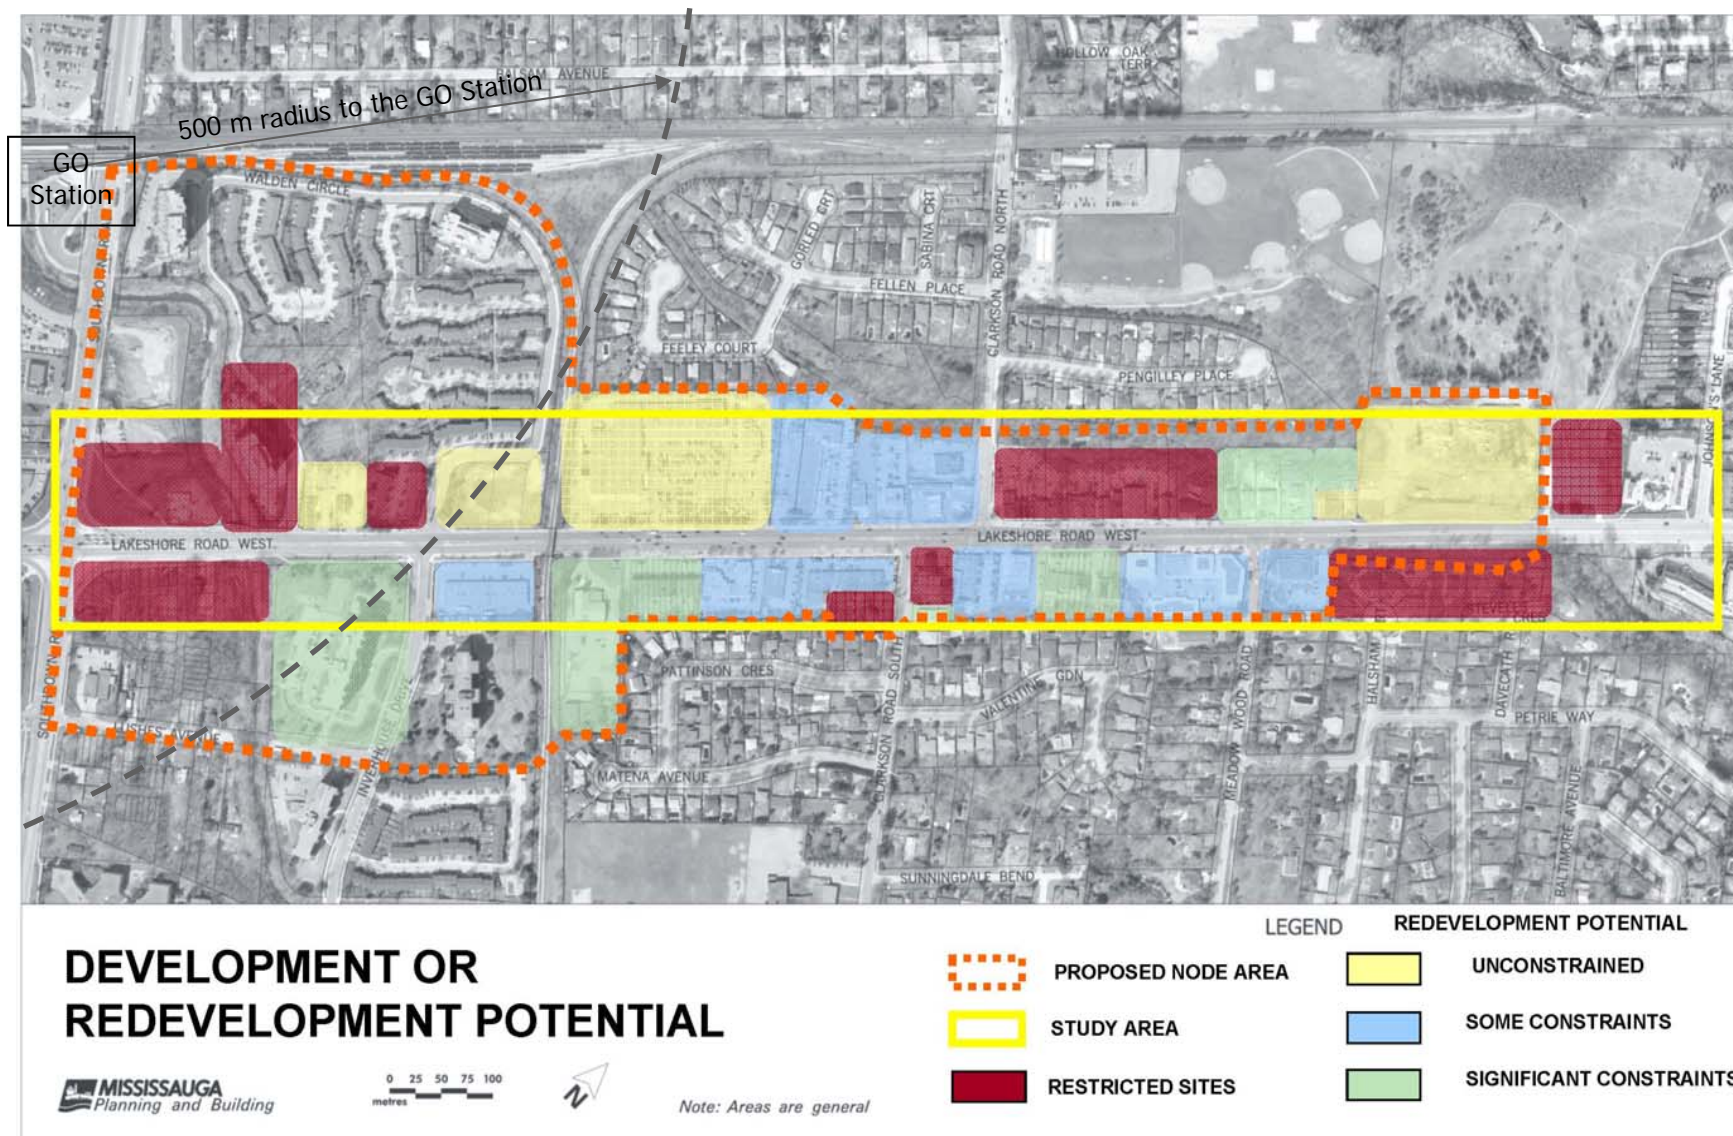 HOLLOW OAK
TERR
BALSAM AVENUE
500 m radius to the GO Station
GO
Station
WALDEN CIRCLE
GORLED CRT
SABINA CRT
CLARKSON ROAD NORTH
FELLEN PLACE
FEELEY COURT
PENGILLEY PLACE
LAKESHORE ROAD WEST.
LAKESHORE ROAD WEST
PATTINSON CRES
VALENTINE GDN
CLARKSON ROAD SOUTH
MEADOW WOOD ROAD
HALSHAM
PETRIE WAY
MATENA AVENUE
BALTIMORE AVENUE
SUNNINGDALE BEND
DEVELOPMENT OR
REDEVELOPMENT POTENTIAL
MISSISSAUGA
Planning and Building
0 25 50 75 100
metres
N
Note: Areas are general
LEGEND
REDEVELOPMENT POTENTIAL
PROPOSED NODE AREA
UNCONSTRAINED
STUDY AREA
SOME CONSTRAINTS
RESTRICTED SITES
SIGNIFICANT CONSTRAINTS